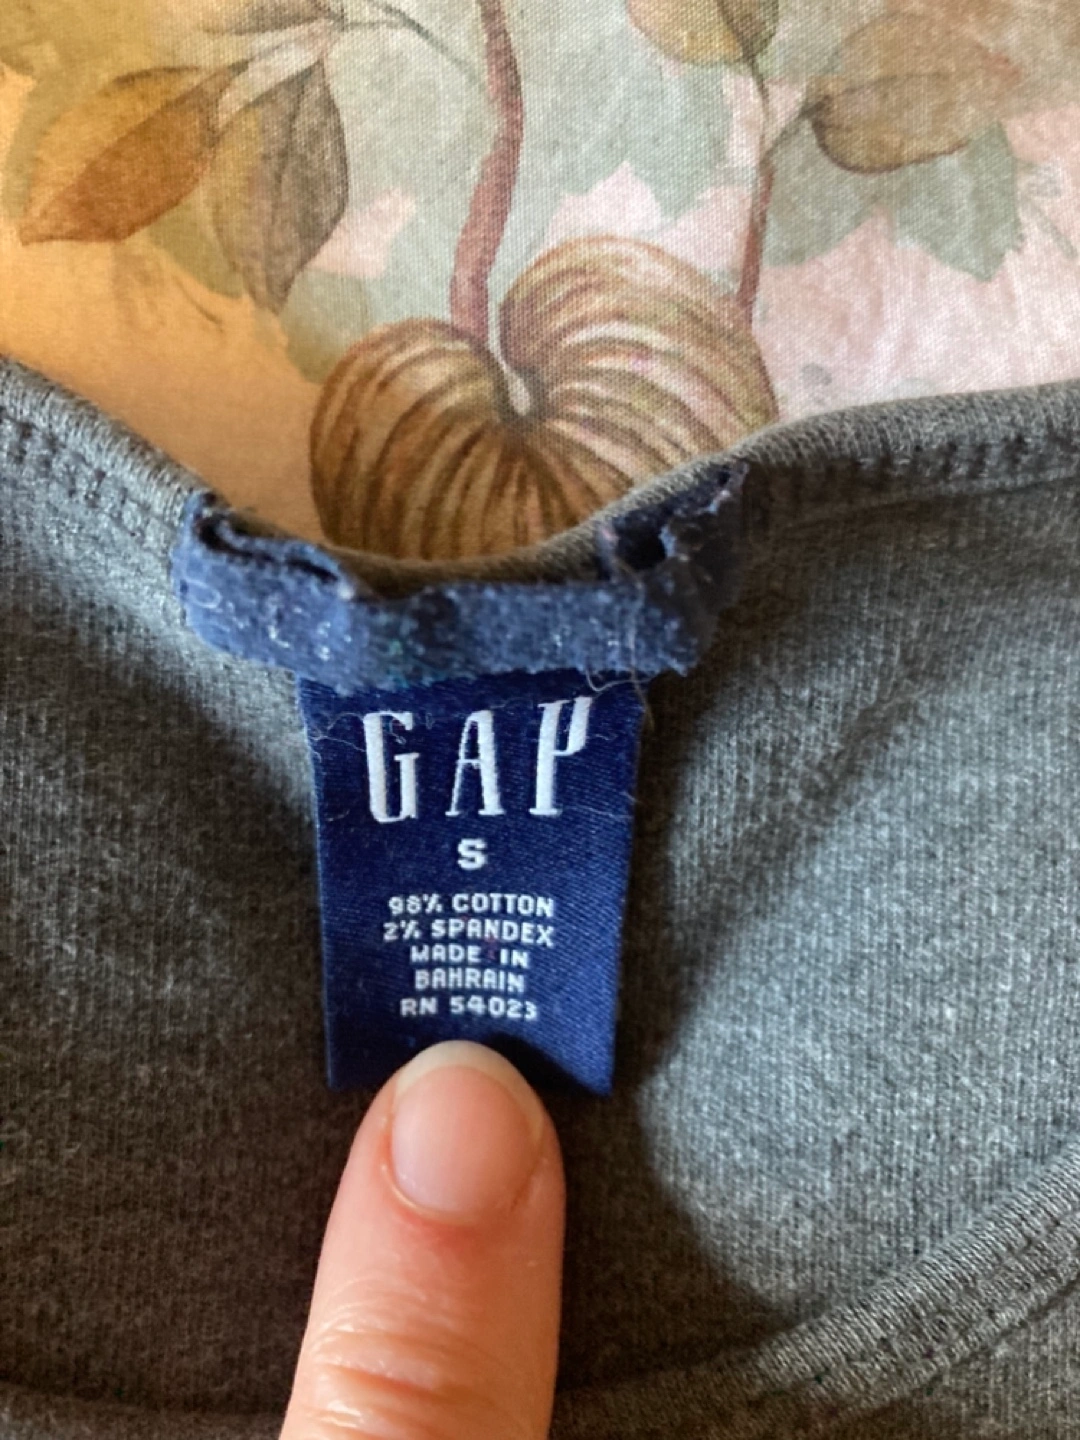 GAP
S
98% COTTON
2% SPANDEX
MADE IN
BAHRAIN
RN 54023